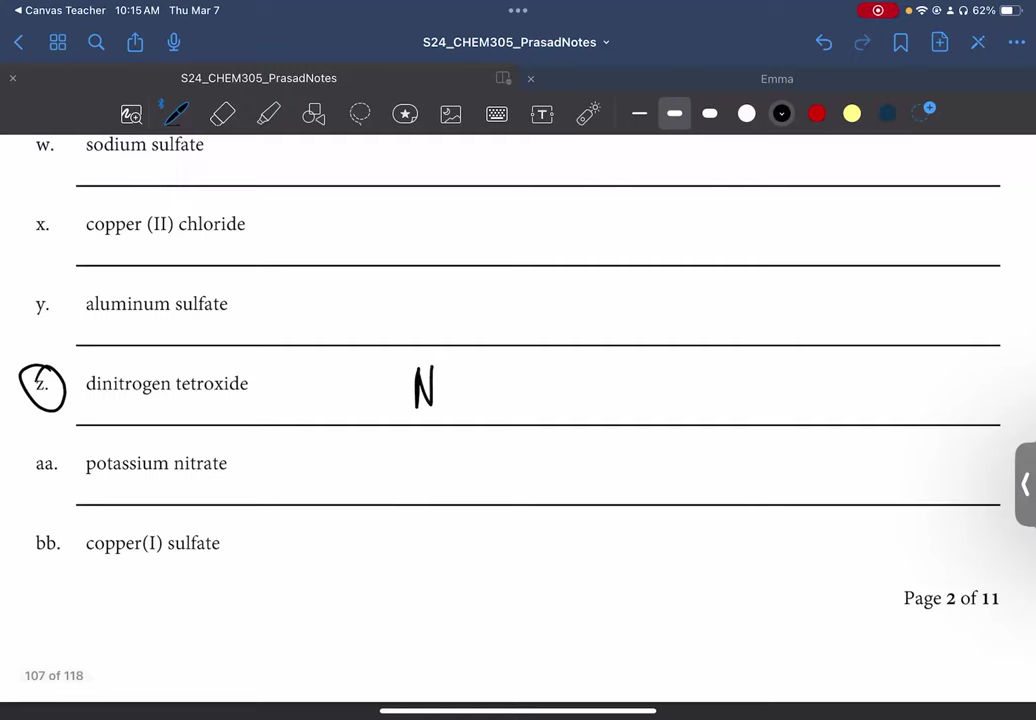 Canvas Teacher 10:15 AM Thu Mar 7 62%
S24_CHEM305_PrasadNotes
S24_CHEM305_PrasadNotes Emma
w. sodium sulfate
x. copper (II) chloride
y. aluminum sulfate
z. dinitrogen tetroxide N
aa. potassium nitrate
bb. copper(I) sulfate
Page 2 of 11
107 of 118